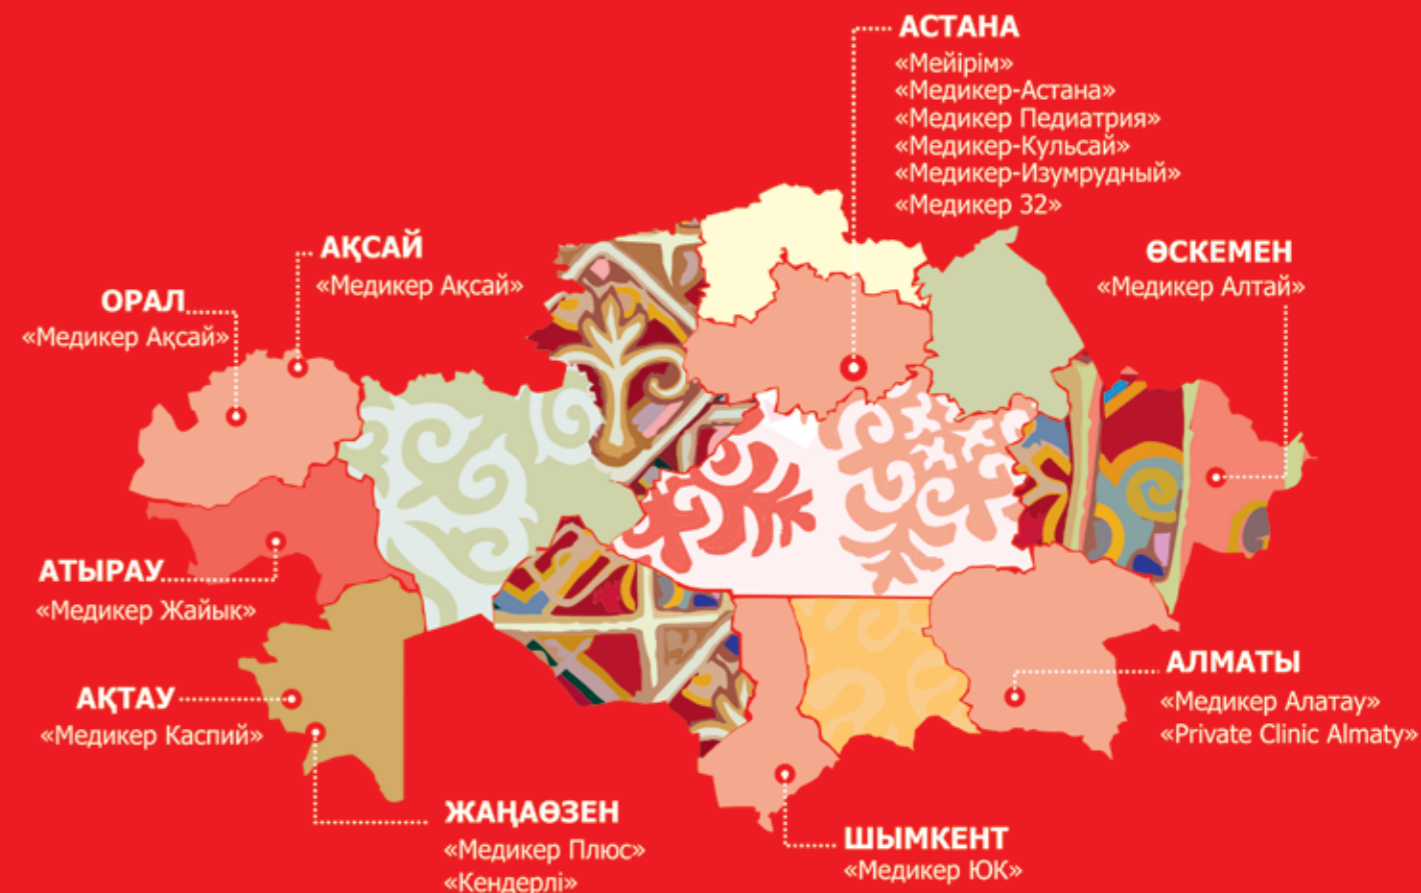 АСТАНА
«Мейірім»
«Медикер-Астана»
«Медикер Педиатрия»
«Медикер-Кульсай»
«Медикер-Изумрудный»
«Медикер 32»
АҚСАЙ
«Медикер Ақсай»
ОРАЛ
«Медикер Ақсай»
ӨСКЕМЕН
«Медикер Алтай»
АТЫРАУ
«Медикер Жайык»
АҚТАУ
«Медикер Каспий»
ЖАҢАӨЗЕН
«Медикер Плюс»
«Кендерлі»
АЛМАТЫ
«Медикер Алатау»
«Private Clinic Almaty»
ШЫМКЕНТ
«Медикер ЮК»